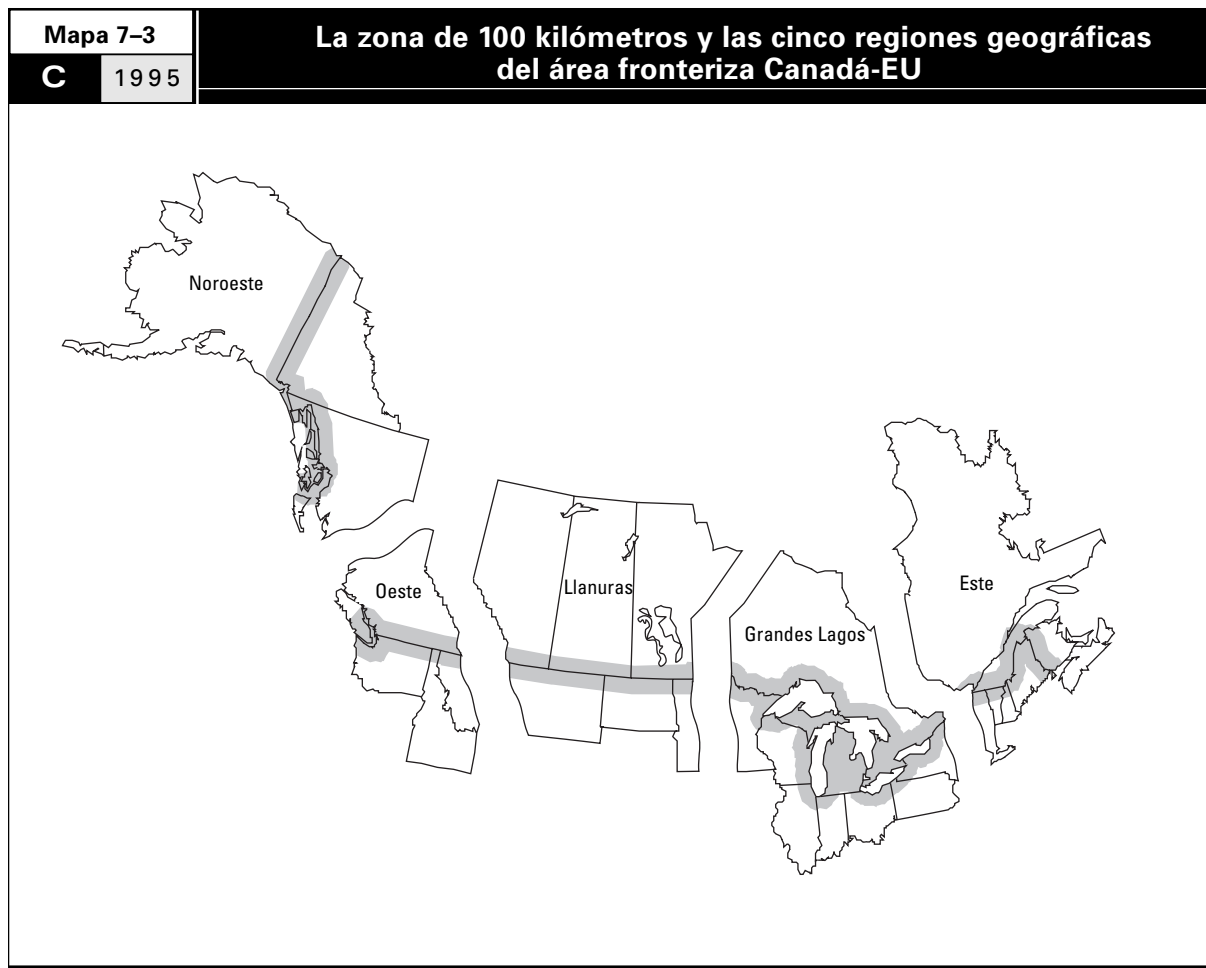 Mapa 7–3
C 1995
La zona de 100 kilómetros y las cinco regiones geográficas
del área fronteriza Canadá-EU
Noroeste
Oeste
Llanuras
Grandes Lagos
Este